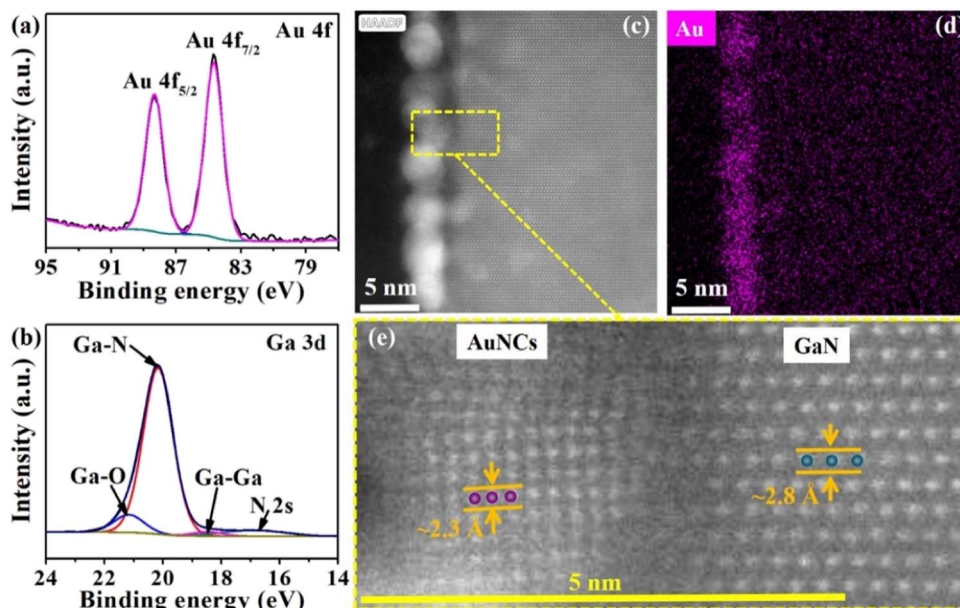 (a)
Au 4f
Au 4f7/2
Au 4f5/2
Intensity (a.u.)
95 91 87 83 79
Binding energy (eV)
(b)
Ga 3d
Ga-N
Ga-O
Ga-Ga
N 2s
Intensity (a.u.)
24 22 20 18 16 14
Binding energy (eV)
HAADF
(c)
5 nm
Au
(d)
5 nm
(e)
AuNCs
GaN
~2.3 Å
~2.8 Å
5 nm